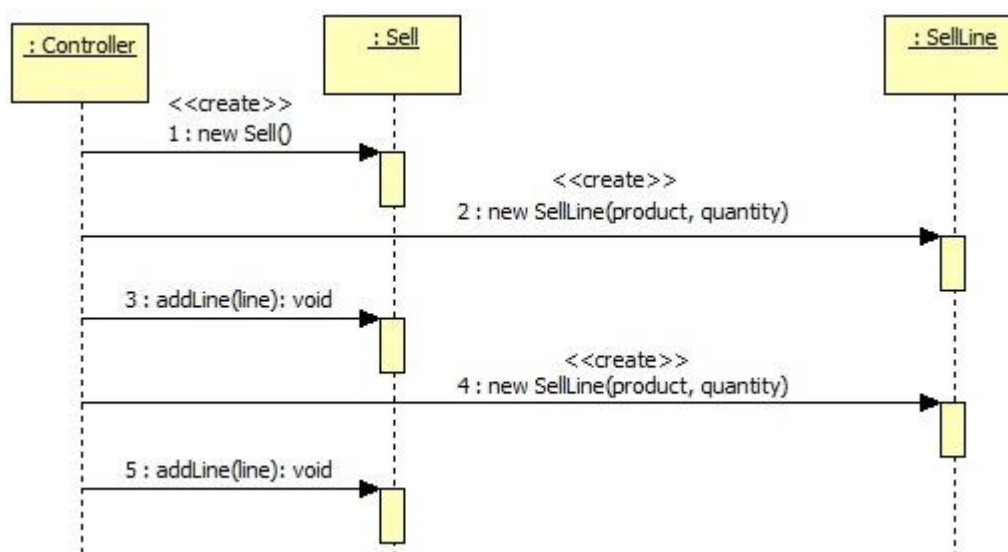 : Controller
: Sell
: SellLine
<<create>>
1 : new Sell()
<<create>>
2 : new SellLine(product, quantity)
3 : addLine(line): void
<<create>>
4 : new SellLine(product, quantity)
5 : addLine(line): void